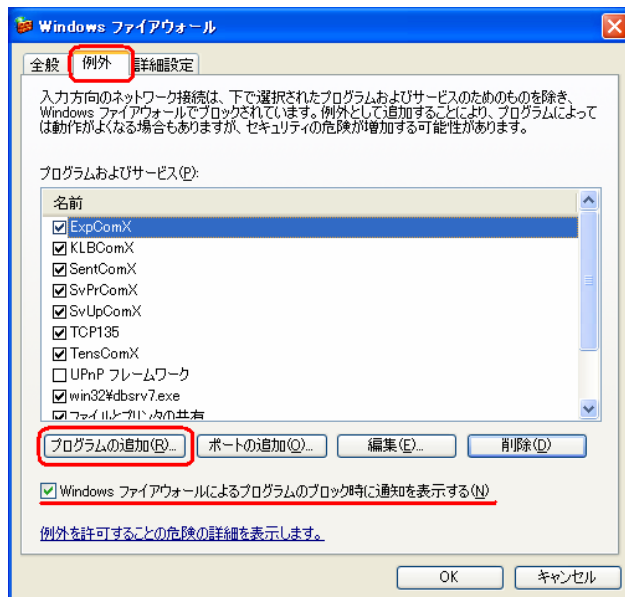 Windows ファイアウォール
全般
例外
詳細設定
入力方向のネットワーク接続は、下で選択されたプログラムおよびサービスのためのものを除き、
Windows ファイアウォールでブロックされています。例外として追加することにより、プログラムによって
は動作がよくなる場合もありますが、セキュリティの危険が増加する可能性があります。
プログラムおよびサービス(P):
名前
ExpComX
KLBComX
SentComX
SvPrComX
SvUpComX
TCP135
TensComX
UPnP フレームワーク
win32¥dbsrv7.exe
ファイルとプリンタの共有
プログラムの追加(R)...
ポートの追加(O)...
編集(E)...
削除(D)
Windows ファイアウォールによるプログラムのブロック時に通知を表示する(N)
例外を許可することの危険の詳細を表示します。
OK
キャンセル